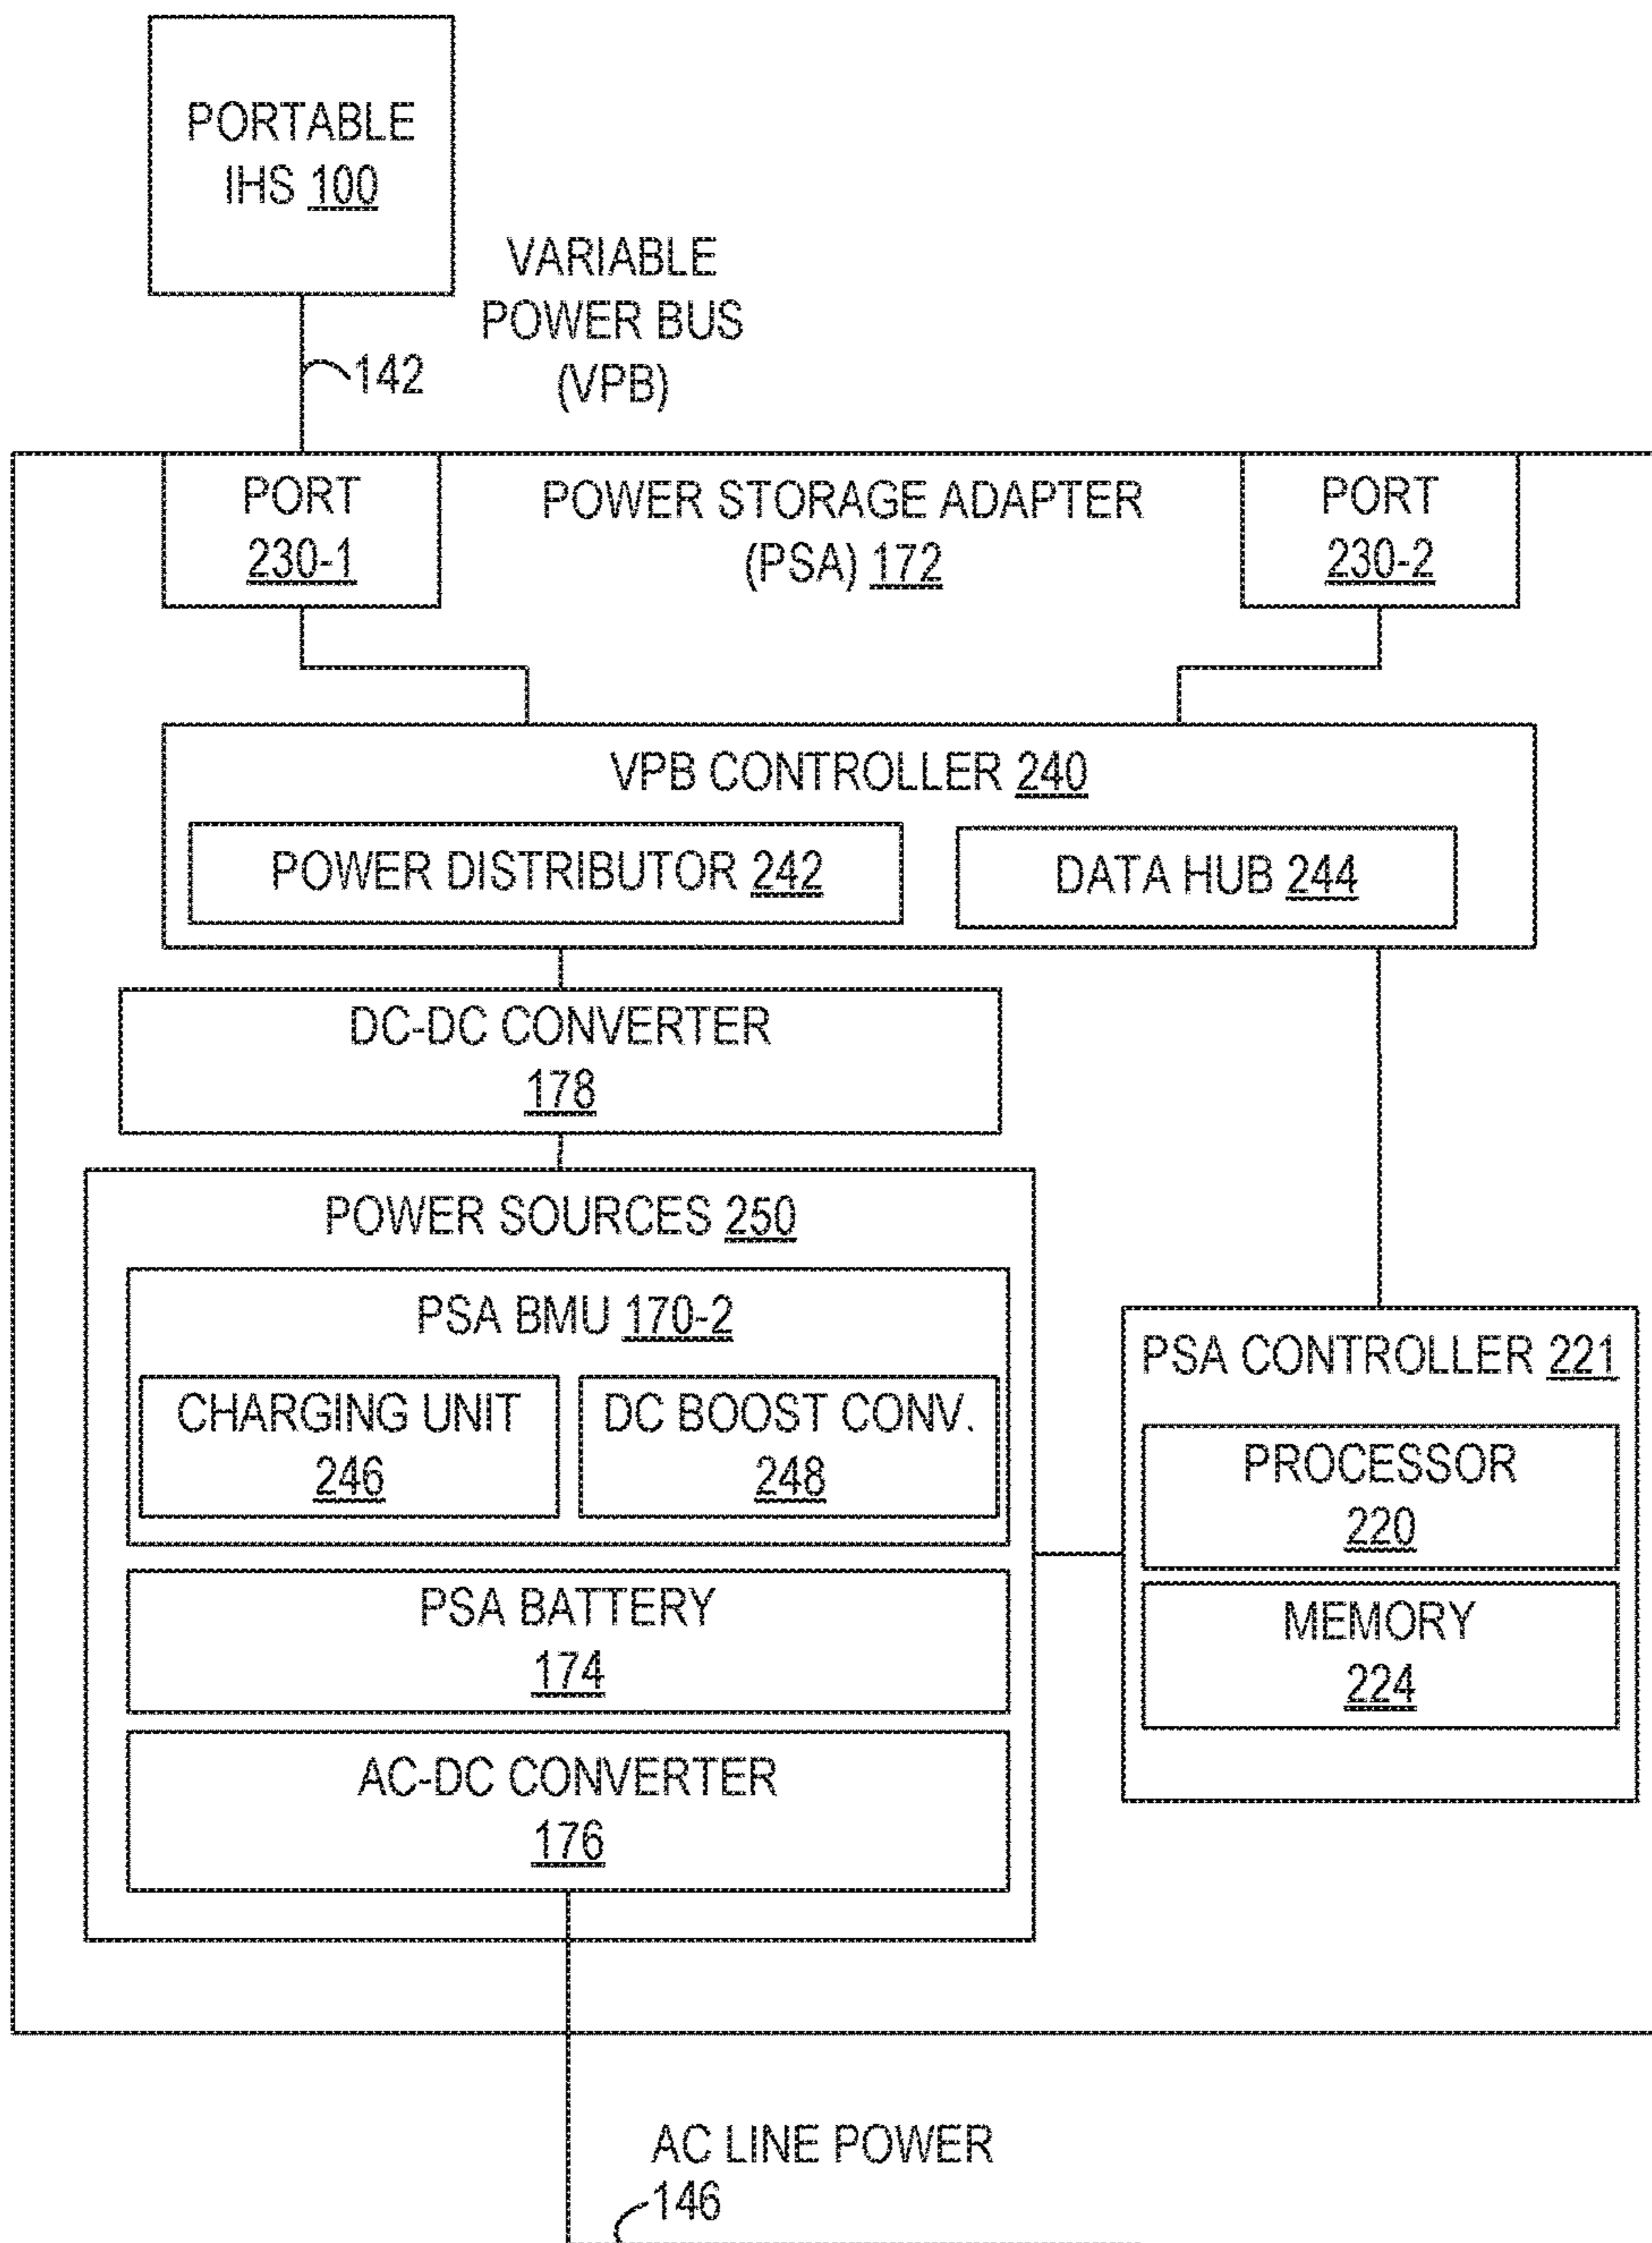 PORTABLE
IHS 100
VARIABLE
POWER BUS
(VPB)
142
PORT
230-1
POWER STORAGE ADAPTER
(PSA) 172
PORT
230-2
VPB CONTROLLER 240
POWER DISTRIBUTOR 242
DATA HUB 244
DC-DC CONVERTER
178
POWER SOURCES 250
PSA BMU 170-2
CHARGING UNIT
246
DC BOOST CONV.
248
PSA BATTERY
174
AC-DC CONVERTER
176
PSA CONTROLLER 221
PROCESSOR
220
MEMORY
224
AC LINE POWER
146